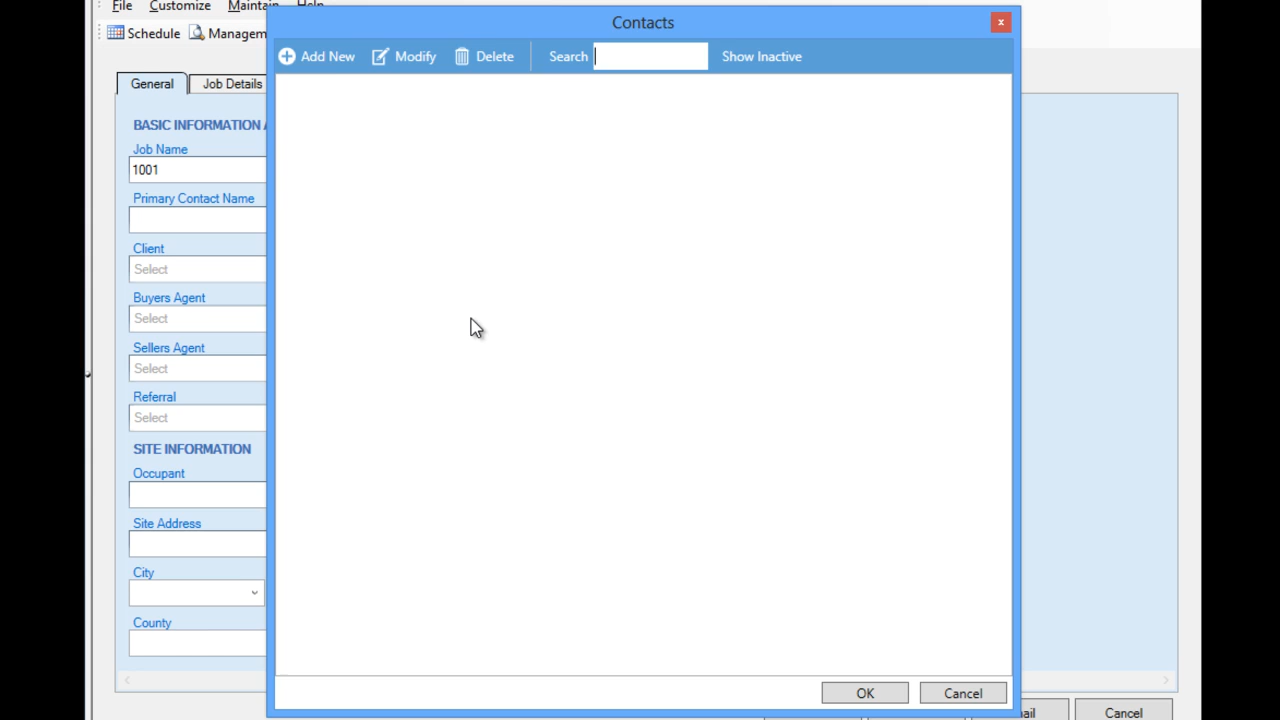 File Customize Maintain Help
Schedule Managem
Contacts
x
Add New Modify Delete Search Show Inactive
General Job Details
BASIC INFORMATION
Job Name
1001
Primary Contact Name
Client
Select
Buyers Agent
Select
Sellers Agent
Select
Referral
Select
SITE INFORMATION
Occupant
Site Address
City
County
OK Cancel
ail Cancel